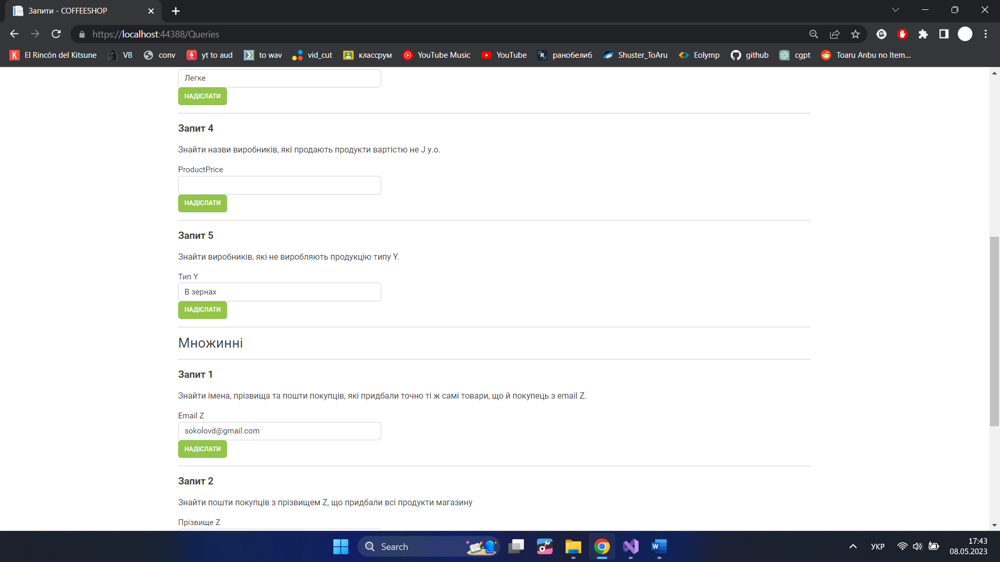 Запити - COFFEESHOP
https://localhost:44388/Queries
El Rincón del Kitsune VB conv yt to aud to wav vid_cut классрум YouTube Music YouTube ранобелиб Shuster_ToAru Eolymp github cgpt Toaru Anbu no Item...
Легке
НАДІСЛАТИ
Запит 4
Знайти назви виробників, які продають продукти вартістю не J у.о.
ProductPrice
НАДІСЛАТИ
Запит 5
Знайти виробників, які не виробляють продукцію типу Y.
Тип Y
В зернах
НАДІСЛАТИ
Множинні
Запит 1
Знайти імена, прізвища та пошти покупців, які придбали точно ті ж самі товари, що й покупець з email Z.
Email Z
sokolovd@gmail.com
НАДІСЛАТИ
Запит 2
Знайти пошти покупців з прізвищем Z, що придбали всі продукти магазину
Прізвище Z
Search
УКР
17:43
08.05.2023